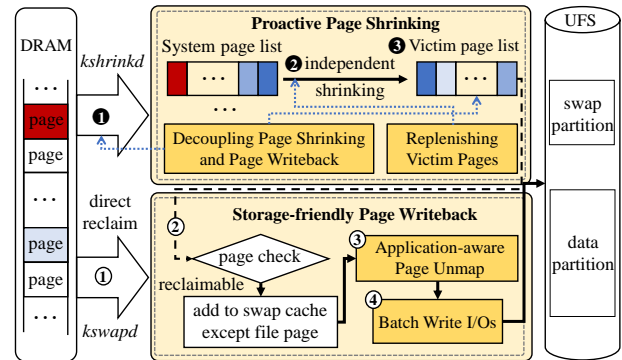 DRAM
...
page
page
...
page
page
...
kshrinkd
❶
direct
reclaim
①
kswapd
Proactive Page Shrinking
System page list
...
...
❷ independent
shrinking
❸ Victim page list
...
Decoupling Page Shrinking
and Page Writeback
Replenishing
Victim Pages
Storage-friendly Page Writeback
②
page check
reclaimable
add to swap cache
except file page
③
Application-aware
Page Unmap
④
Batch Write I/Os
UFS
swap
partition
data
partition